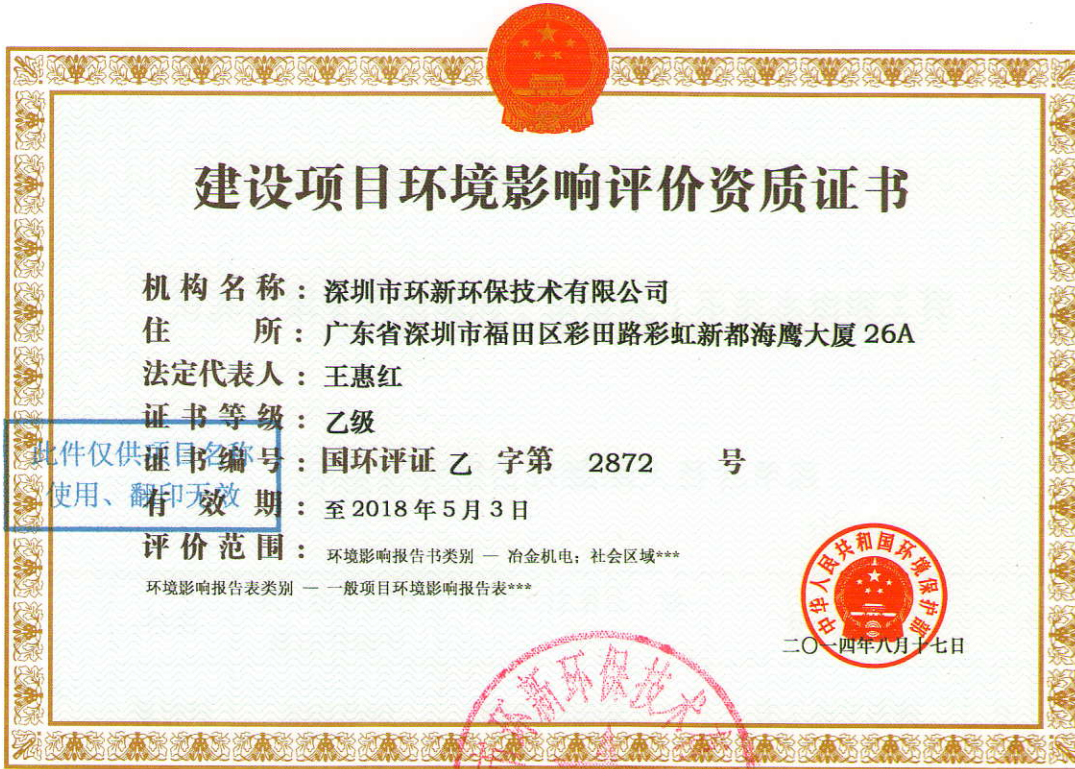 建设项目环境影响评价资质证书
机构名称：深圳市环新环保技术有限公司
住所：广东省深圳市福田区彩田路彩虹新都海鹰大厦 26A
法定代表人：王惠红
证书等级：乙级
证书编号：国环评证 乙 字第 2872 号
有效期：至 2018 年 5 月 3 日
评价范围：环境影响报告书类别 — 冶金机电；社会区域***
环境影响报告表类别 — 一般项目环境影响报告表***
此件仅供项目名称
使用、翻印无效
中华人民共和国环境保护部
二〇一四年八月十七日
环新环保技术